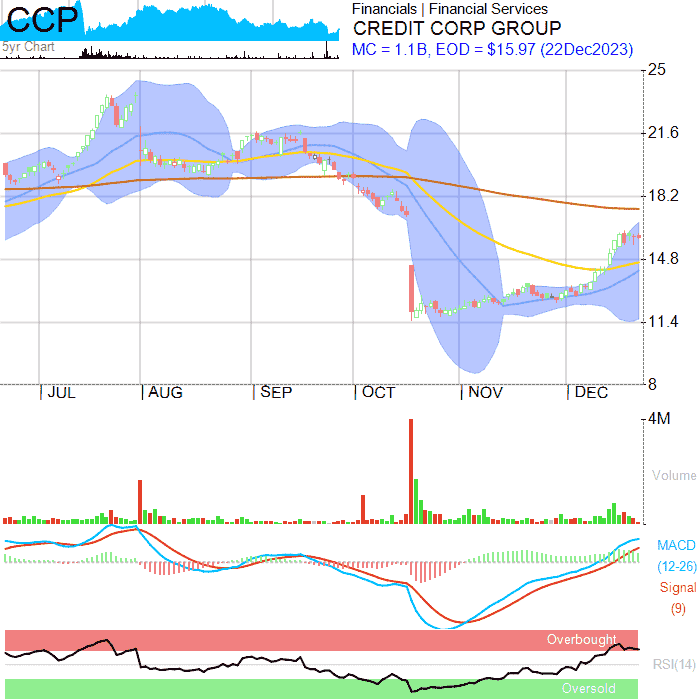 CCP
5yr Chart
Financials | Financial Services
CREDIT CORP GROUP
MC = 1.1B, EOD = $15.97 (22Dec2023)
25
21.6
18.2
14.8
11.4
8
JUL AUG SEP OCT NOV DEC
4M
Volume
MACD
(12-26)
Signal
(9)
Overbought
RSI(14)
Oversold